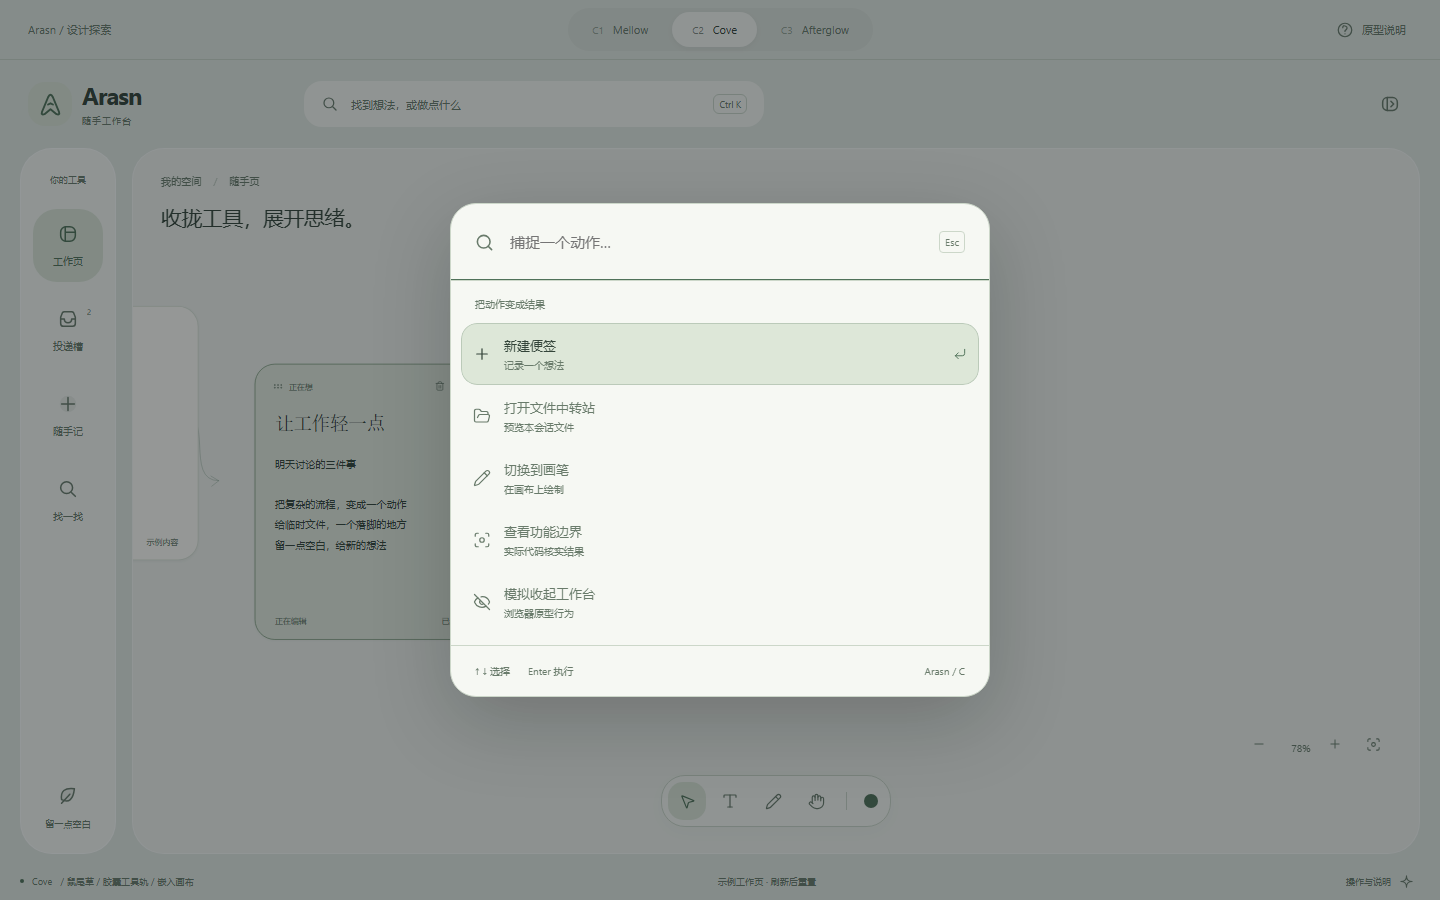 Arasn / 设计探索
C1 Mellow
C2 Cove
C3 Afterglow
原型说明
Arasn
随手工作台
找到想法，或做点什么
Ctrl K
你的工具
工作页
投递槽
2
随手记
找一找
留一点空白
我的空间 / 随手页
收拢工具，展开思绪。
示例内容
正在想
让工作轻一点
明天讨论的三件事
把复杂的流程，变成一个动作
给临时文件，一个落脚的地方
留一点空白，给新的想法
正在编辑
捕捉一个动作...
Esc
把动作变成结果
新建便签
记录一个想法
打开文件中转站
预览本会话文件
切换到画笔
在画布上绘制
查看功能边界
实际代码核实结果
模拟收起工作台
浏览器原型行为
↑↓ 选择
Enter 执行
Arasn / C
78%
Cove / 鼠尾草 / 胶囊工具轨 / 嵌入画布
示例工作页 · 刷新后重置
操作与说明